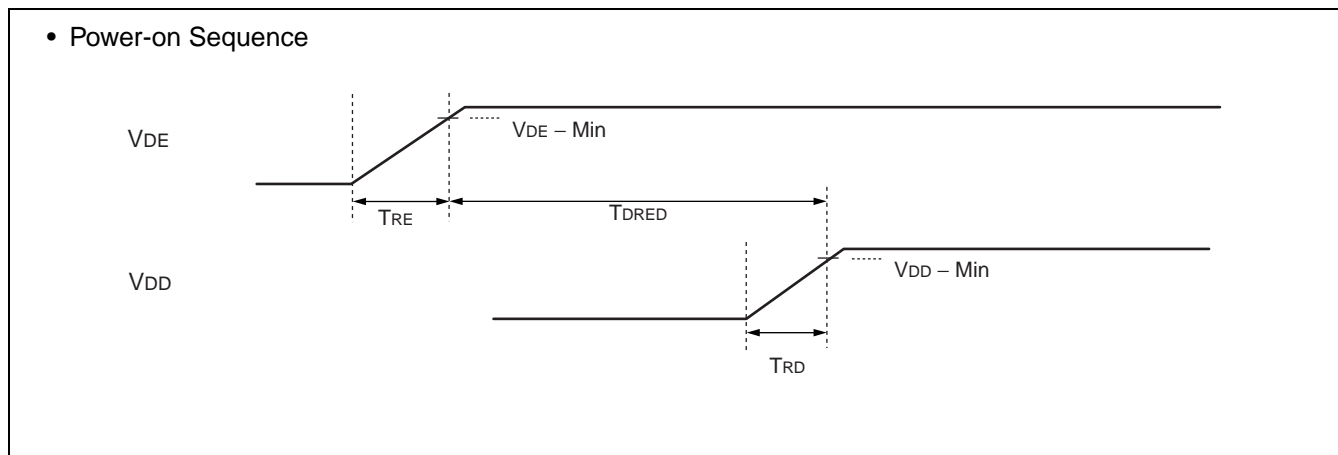 • Power-on Sequence
VDE
VDE – Min
TRE
TDRED
VDD
VDD – Min
TRD